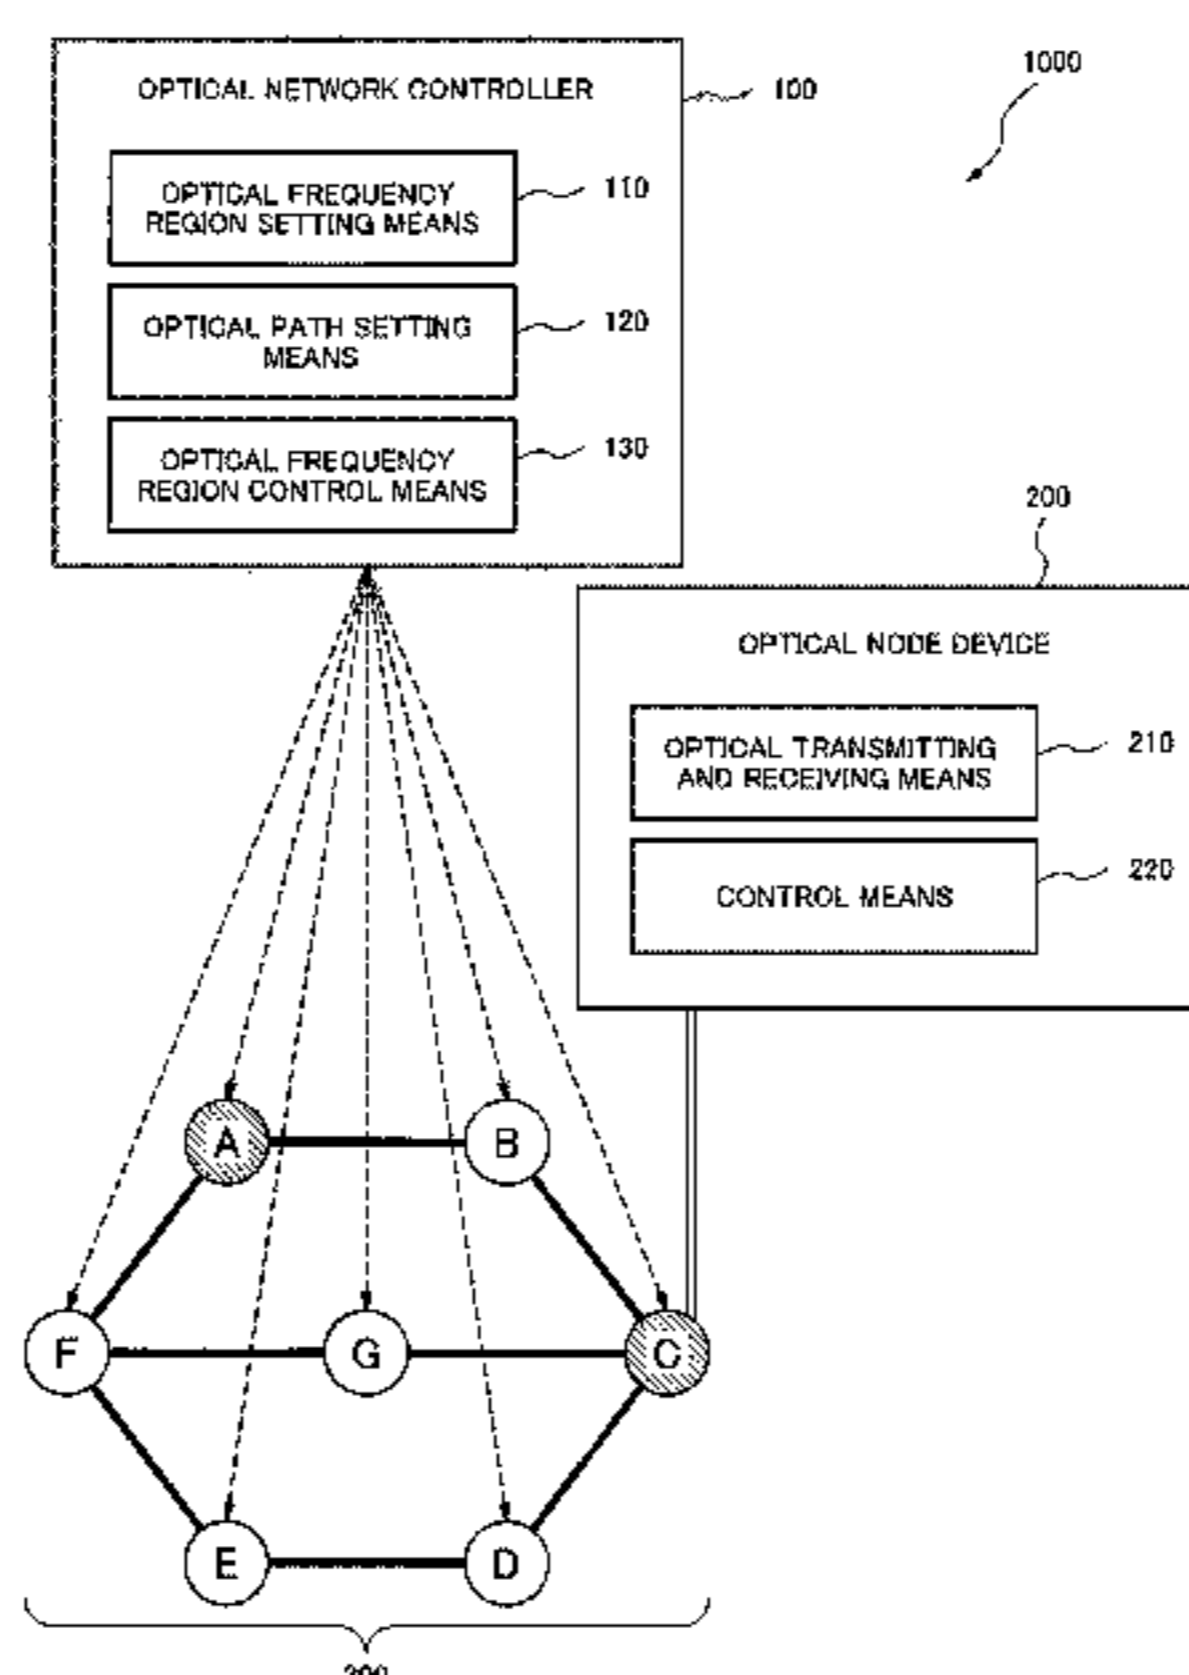 1000
OPTICAL NETWORK CONTROLLER
100
OPTICAL FREQUENCY
REGION SETTING MEANS
110
OPTICAL PATH SETTING
MEANS
120
OPTICAL FREQUENCY
REGION CONTROL MEANS
130
200
OPTICAL NODE DEVICE
OPTICAL TRANSMITTING
AND RECEIVING MEANS
210
CONTROL MEANS
220
A
B
F
G
C
E
D